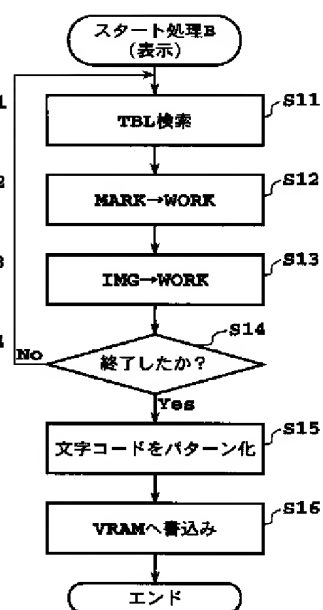 スタート処理B
(表示)
TBL検索
S11
MARK→WORK
S12
IMG→WORK
S13
S14
終了したか？
No
Yes
文字コードをパターン化
S15
VRAMへ書込み
S16
エンド